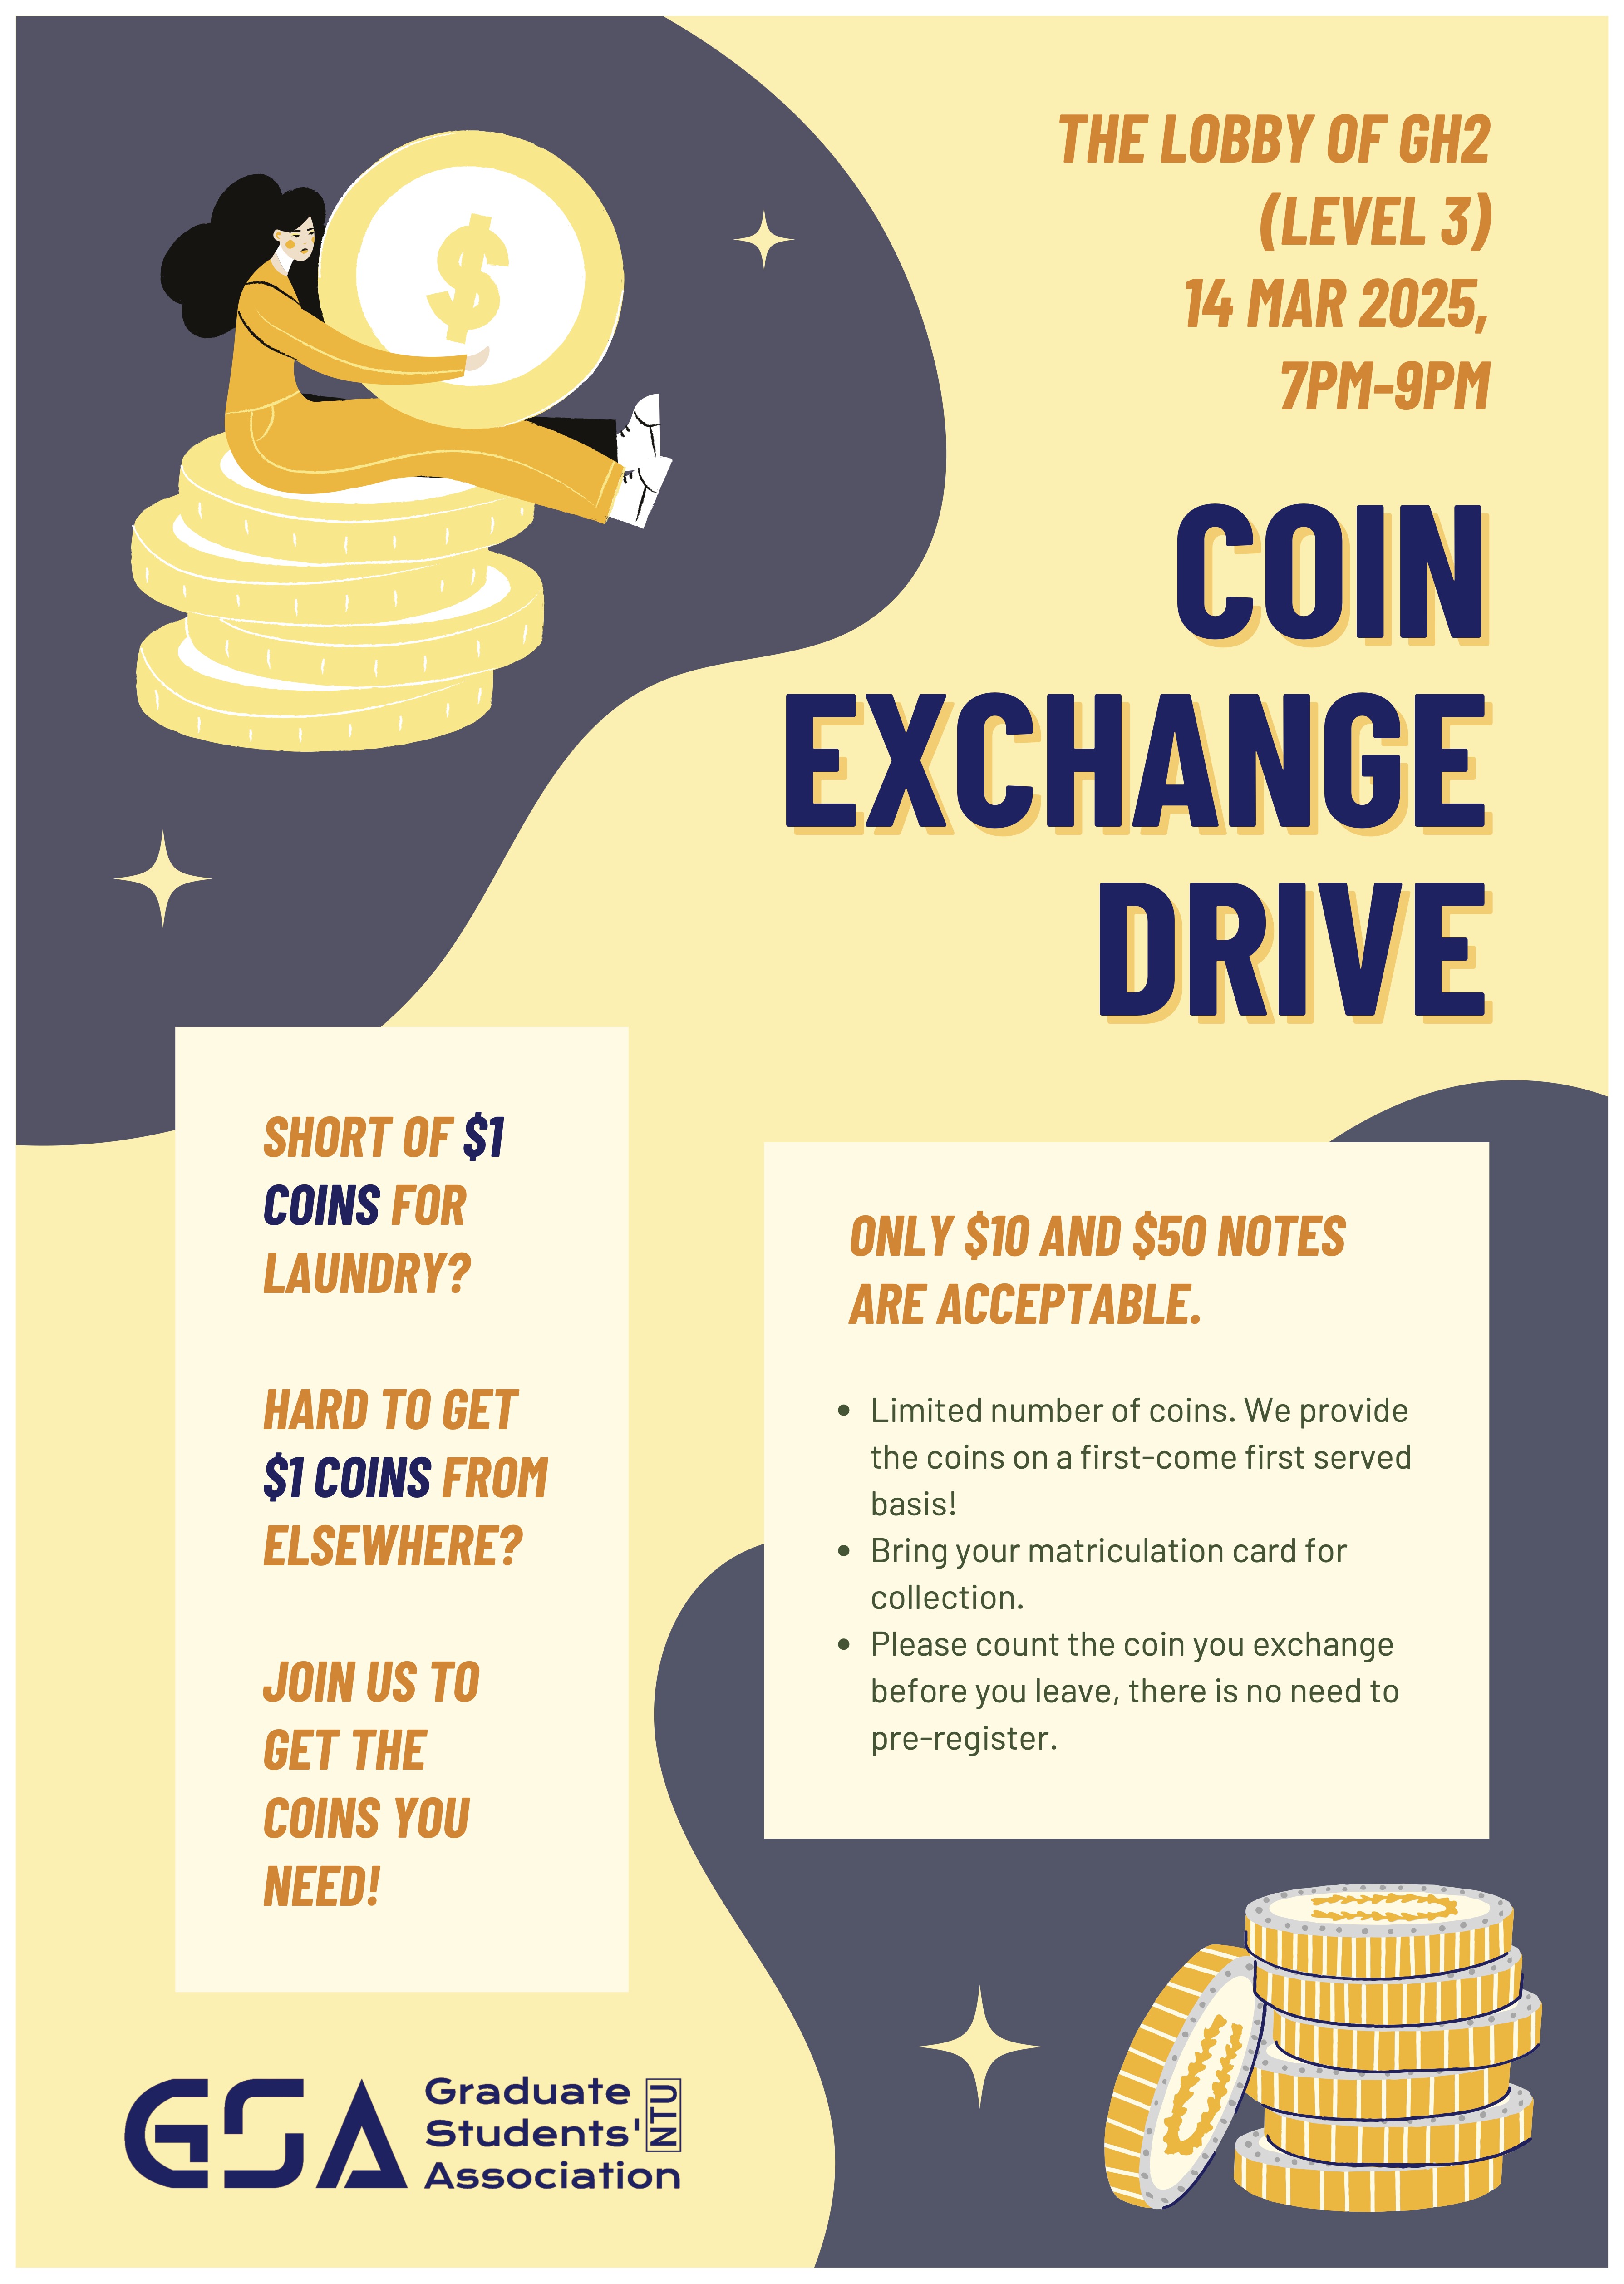 THE LOBBY OF GH2
(LEVEL 3)
14 MAR 2025,
7PM-9PM
COIN
EXCHANGE
DRIVE
SHORT OF $1
COINS FOR
LAUNDRY?
HARD TO GET
$1 COINS FROM
ELSEWHERE?
JOIN US TO
GET THE
COINS YOU
NEED!
ONLY $10 AND $50 NOTES
ARE ACCEPTABLE.
• Limited number of coins. We provide
the coins on a first-come first served
basis!
• Bring your matriculation card for
collection.
• Please count the coin you exchange
before you leave, there is no need to
pre-register.
GSA
Graduate
Students'
Association
NTU
$